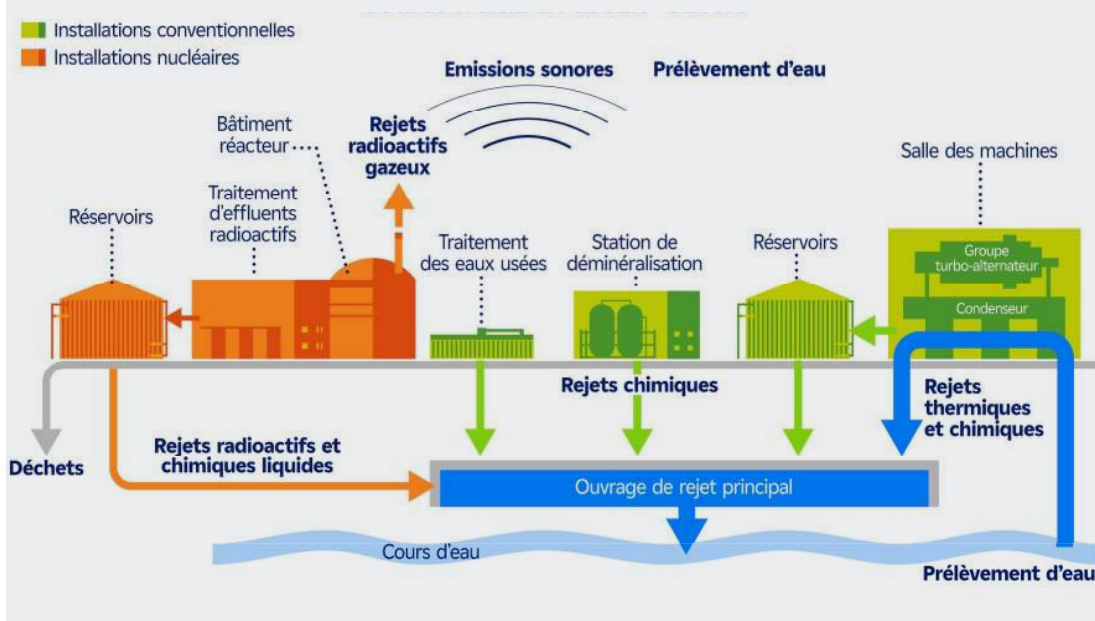 Installations conventionnelles
Installations nucléaires
Emissions sonores
Prélèvement d'eau
Bâtiment
réacteur
Rejets
radioactifs
gazeux
Salle des machines
Réservoirs
Traitement
d'effluents
radioactifs
Traitement
des eaux usées
Station de
déminéralisation
Réservoirs
Groupe
turbo-alternateur
Condenseur
Rejets chimiques
Rejets
thermiques
et chimiques
Déchets
Rejets radioactifs et
chimiques liquides
Ouvrage de rejet principal
Cours d'eau
Prélèvement d'eau